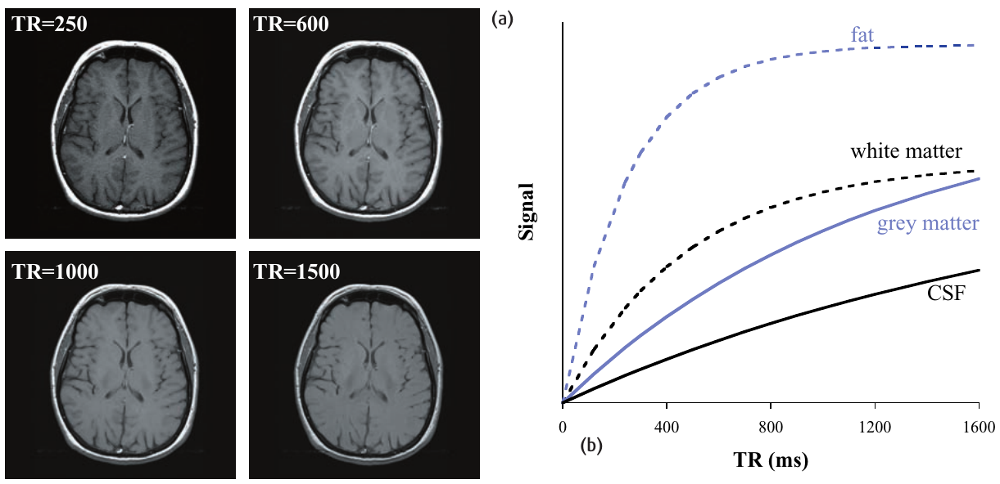 TR=250
TR=600
TR=1000
TR=1500
(a)
fat
white matter
grey matter
CSF
Signal
0
400
800
1200
1600
(b)
TR (ms)